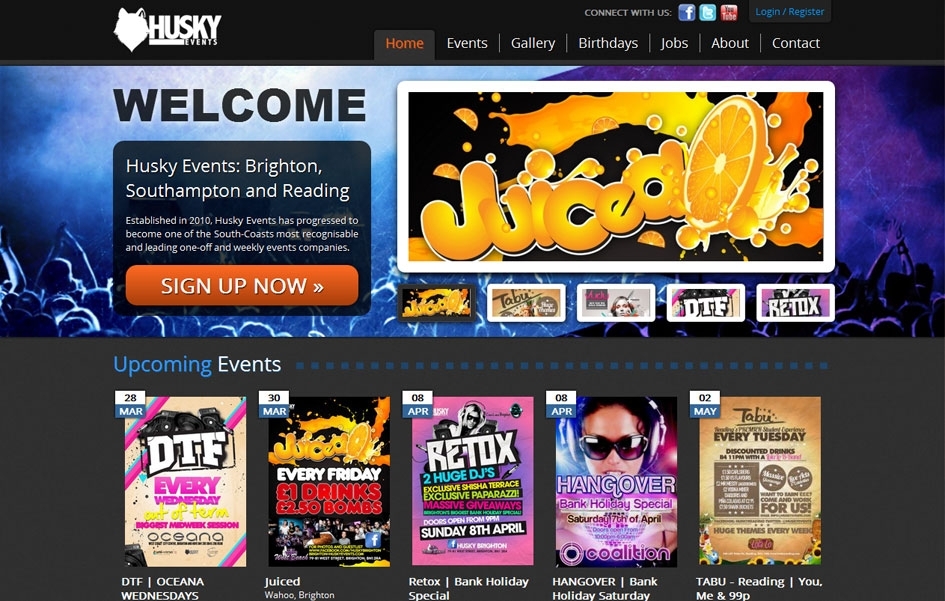 HUSKY
EVENTS
CONNECT WITH US:
Login / Register
Home
Events
Gallery
Birthdays
Jobs
About
Contact
WELCOME
Husky Events: Brighton,
Southampton and Reading
Established in 2010, Husky Events has progressed to
become one of the South-Coasts most recognisable
and leading one-off and weekly events companies.
SIGN UP NOW »
Juiced
Juiced
Tabu
DTF
RETOX
Upcoming Events
28
MAR
DTF
EVERY
WEDNESDAY
out of term
BIGGEST MIDWEEK SESSION
oceana
DTF | OCEANA
WEDNESDAYS
30
MAR
Juiced
EVERY FRIDAY
£1 DRINKS
£2.50 BOMBS
Juiced
Wahoo, Brighton
08
APR
HUSKY
RETOX
2 HUGE DJ'S
EXCLUSIVE SHISHA TERRACE
EXCLUSIVE PAPARAZZI!
MASSIVE GIVEAWAYS
BRIGHTON'S BIGGEST BANK HOLIDAY SPECIAL
DOORS OPEN FROM 9PM
SUNDAY 8TH APRIL
HUSKY BRIGHTON
Retox | Bank Holiday
Special
08
APR
HANGOVER
Bank Holiday Special
Saturday 7th of April
coalition
HANGOVER | Bank
Holiday Saturday
02
MAY
Tabu
EVERY TUESDAY
DISCOUNTED DRINKS
WANT TO EARN £££?
COME AND WORK
FOR US!
HUGE THEMES EVERY WEEK
TABU - Reading | You,
Me & 99p